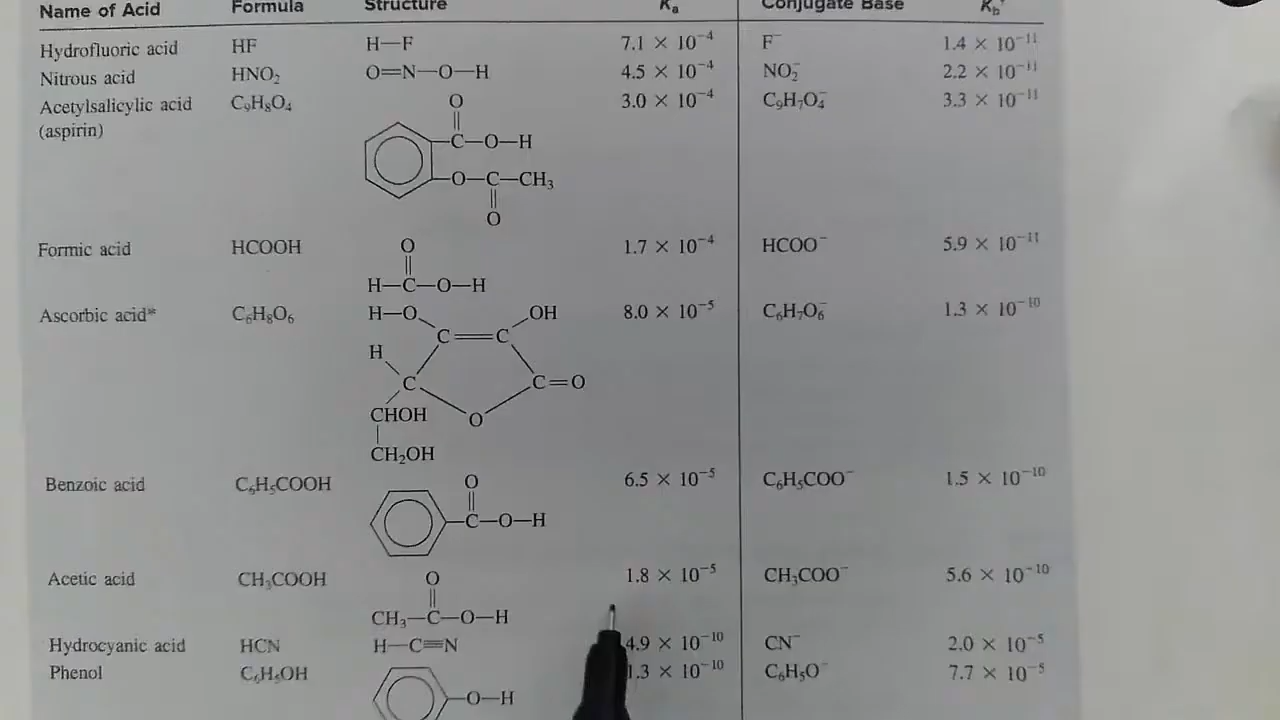 Name of Acid Formula Structure Ka Conjugate Base Kb†
Hydrofluoric acid HF H—F 7.1 × 10⁻⁴ F⁻ 1.4 × 10⁻¹¹
Nitrous acid HNO₂ O=N—O—H 4.5 × 10⁻⁴ NO₂⁻ 2.2 × 10⁻¹¹
Acetylsalicylic acid C₉H₈O₄ O 3.0 × 10⁻⁴ C₉H₇O₄⁻ 3.3 × 10⁻¹¹
(aspirin)
—C—O—H
—O—C—CH₃
O
Formic acid HCOOH O 1.7 × 10⁻⁴ HCOO⁻ 5.9 × 10⁻¹¹
H—C—O—H
Ascorbic acid* C₆H₈O₆ H—O OH 8.0 × 10⁻⁵ C₆H₇O₆⁻ 1.3 × 10⁻¹⁰
C=C
H
C C=O
CHOH O
CH₂OH
Benzoic acid C₆H₅COOH O 6.5 × 10⁻⁵ C₆H₅COO⁻ 1.5 × 10⁻¹⁰
—C—O—H
Acetic acid CH₃COOH O 1.8 × 10⁻⁵ CH₃COO⁻ 5.6 × 10⁻¹⁰
CH₃—C—O—H
Hydrocyanic acid HCN H—C≡N 4.9 × 10⁻¹⁰ CN⁻ 2.0 × 10⁻⁵
Phenol C₆H₅OH 1.3 × 10⁻¹⁰ C₆H₅O⁻ 7.7 × 10⁻⁵
—O—H